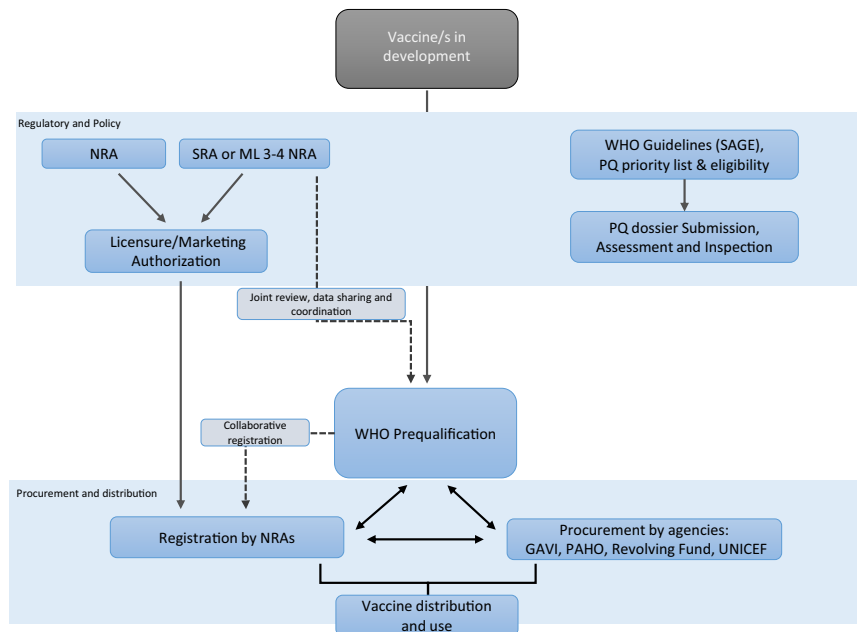 Vaccine/s in
development
Regulatory and Policy
NRA
SRA or ML 3-4 NRA
WHO Guidelines (SAGE),
PQ priority list & eligibility
Licensure/Marketing
Authorization
PQ dossier Submission,
Assessment and Inspection
Joint review, data sharing and
coordination
WHO Prequalification
Collaborative
registration
Procurement and distribution
Registration by NRAs
Procurement by agencies:
GAVI, PAHO, Revolving Fund, UNICEF
Vaccine distribution
and use